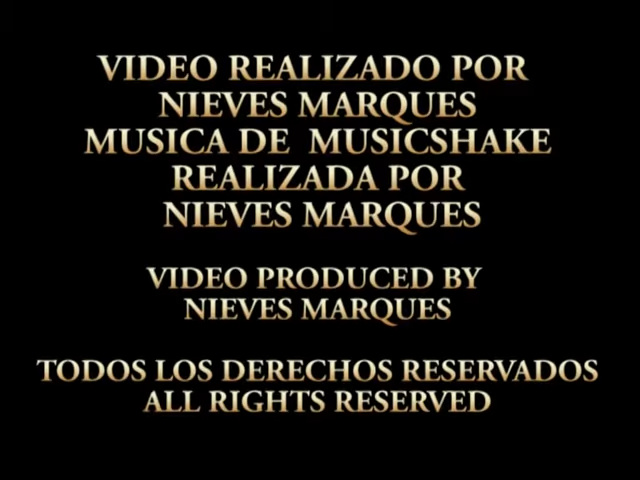 VIDEO REALIZADO POR
NIEVES MARQUES
MUSICA DE MUSICSHAKE
REALIZADA POR
NIEVES MARQUES
VIDEO PRODUCED BY
NIEVES MARQUES
TODOS LOS DERECHOS RESERVADOS
ALL RIGHTS RESERVED